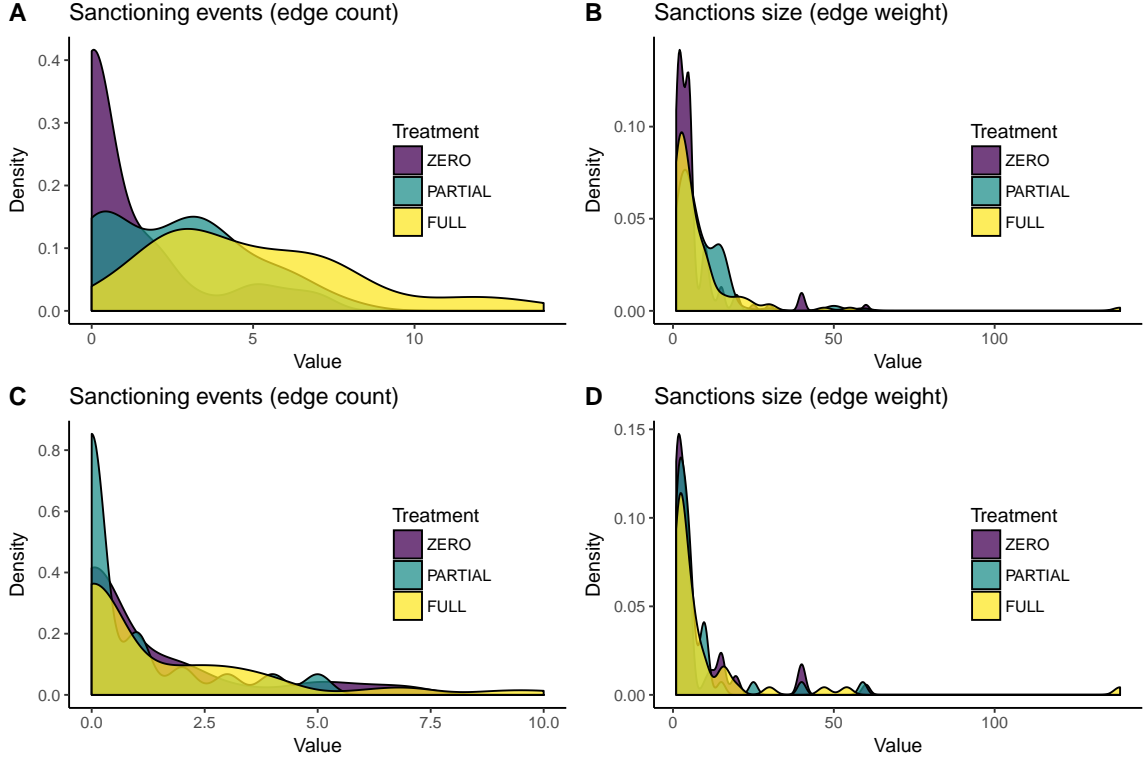 A Sanctioning events (edge count)
0.4
0.3
0.2
0.1
0.0
Density
0 5 10
Value
Treatment
ZERO
PARTIAL
FULL
B Sanctions size (edge weight)
0.10
0.05
0.00
Density
0 50 100
Value
Treatment
ZERO
PARTIAL
FULL
C Sanctioning events (edge count)
0.8
0.6
0.4
0.2
0.0
Density
0.0 2.5 5.0 7.5 10.0
Value
Treatment
ZERO
PARTIAL
FULL
D Sanctions size (edge weight)
0.15
0.10
0.05
0.00
Density
0 50 100
Value
Treatment
ZERO
PARTIAL
FULL